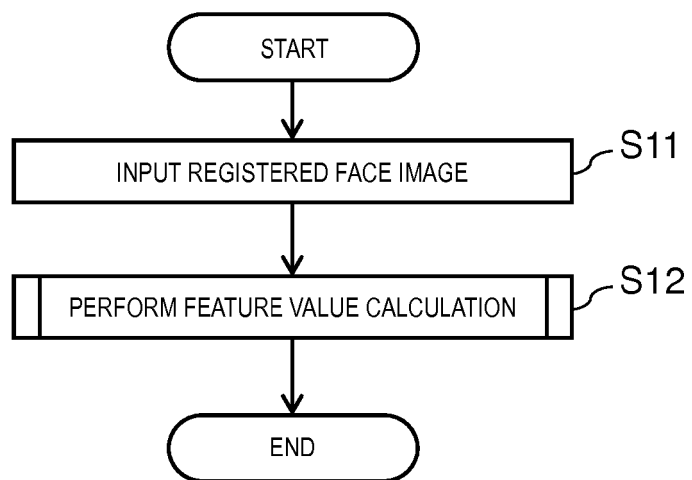 START
INPUT REGISTERED FACE IMAGE
S11
PERFORM FEATURE VALUE CALCULATION
S12
END